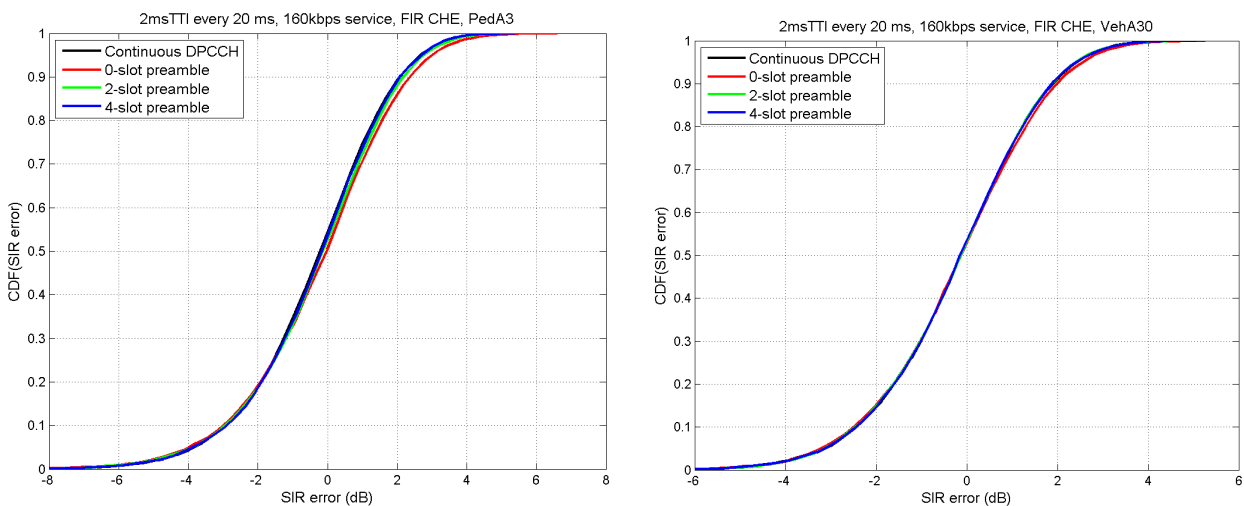 2msTTI every 20 ms, 160kbps service, FIR CHE, PedA3
1
0.9
0.8
0.7
0.6
0.5
0.4
0.3
0.2
0.1
0
CDF(SIR error)
Continuous DPCCH
0-slot preamble
2-slot preamble
4-slot preamble
-8 -6 -4 -2 0 2 4 6 8
SIR error (dB)
2msTTI every 20 ms, 160kbps service, FIR CHE, VehA30
1
0.9
0.8
0.7
0.6
0.5
0.4
0.3
0.2
0.1
0
CDF(SIR error)
Continuous DPCCH
0-slot preamble
2-slot preamble
4-slot preamble
-6 -4 -2 0 2 4 6
SIR error (dB)